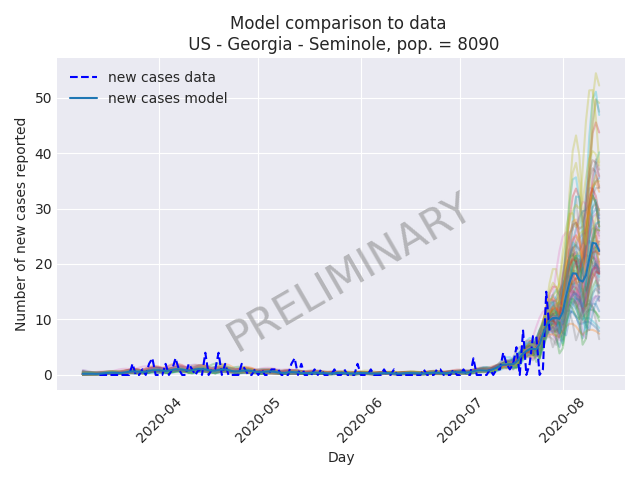 Model comparison to data
US - Georgia - Seminole, pop. = 8090
new cases data
new cases model
Number of new cases reported
50
40
30
20
10
0
PRELIMINARY
2020-04
2020-05
2020-06
2020-07
2020-08
Day